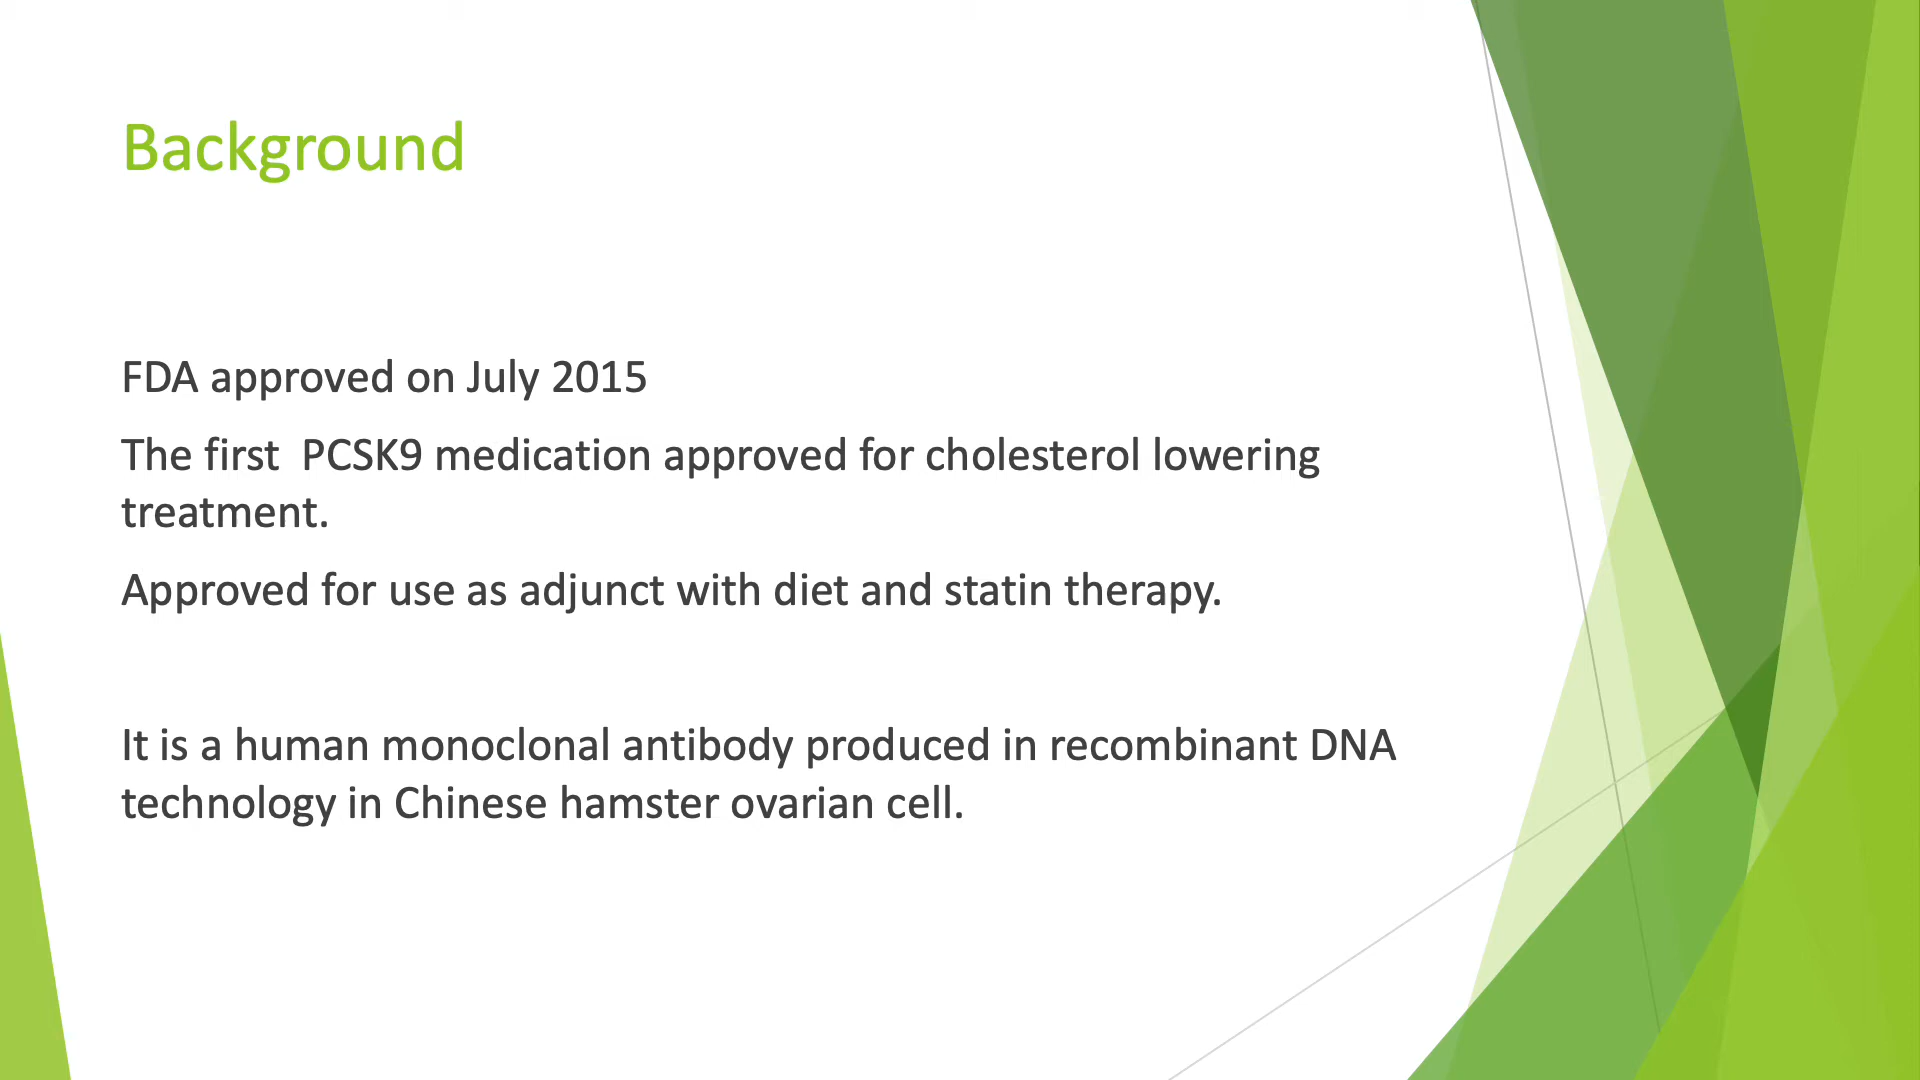 Background
FDA approved on July 2015
The first  PCSK9 medication approved for cholesterol lowering
treatment.
Approved for use as adjunct with diet and statin therapy.
It is a human monoclonal antibody produced in recombinant DNA
technology in Chinese hamster ovarian cell.